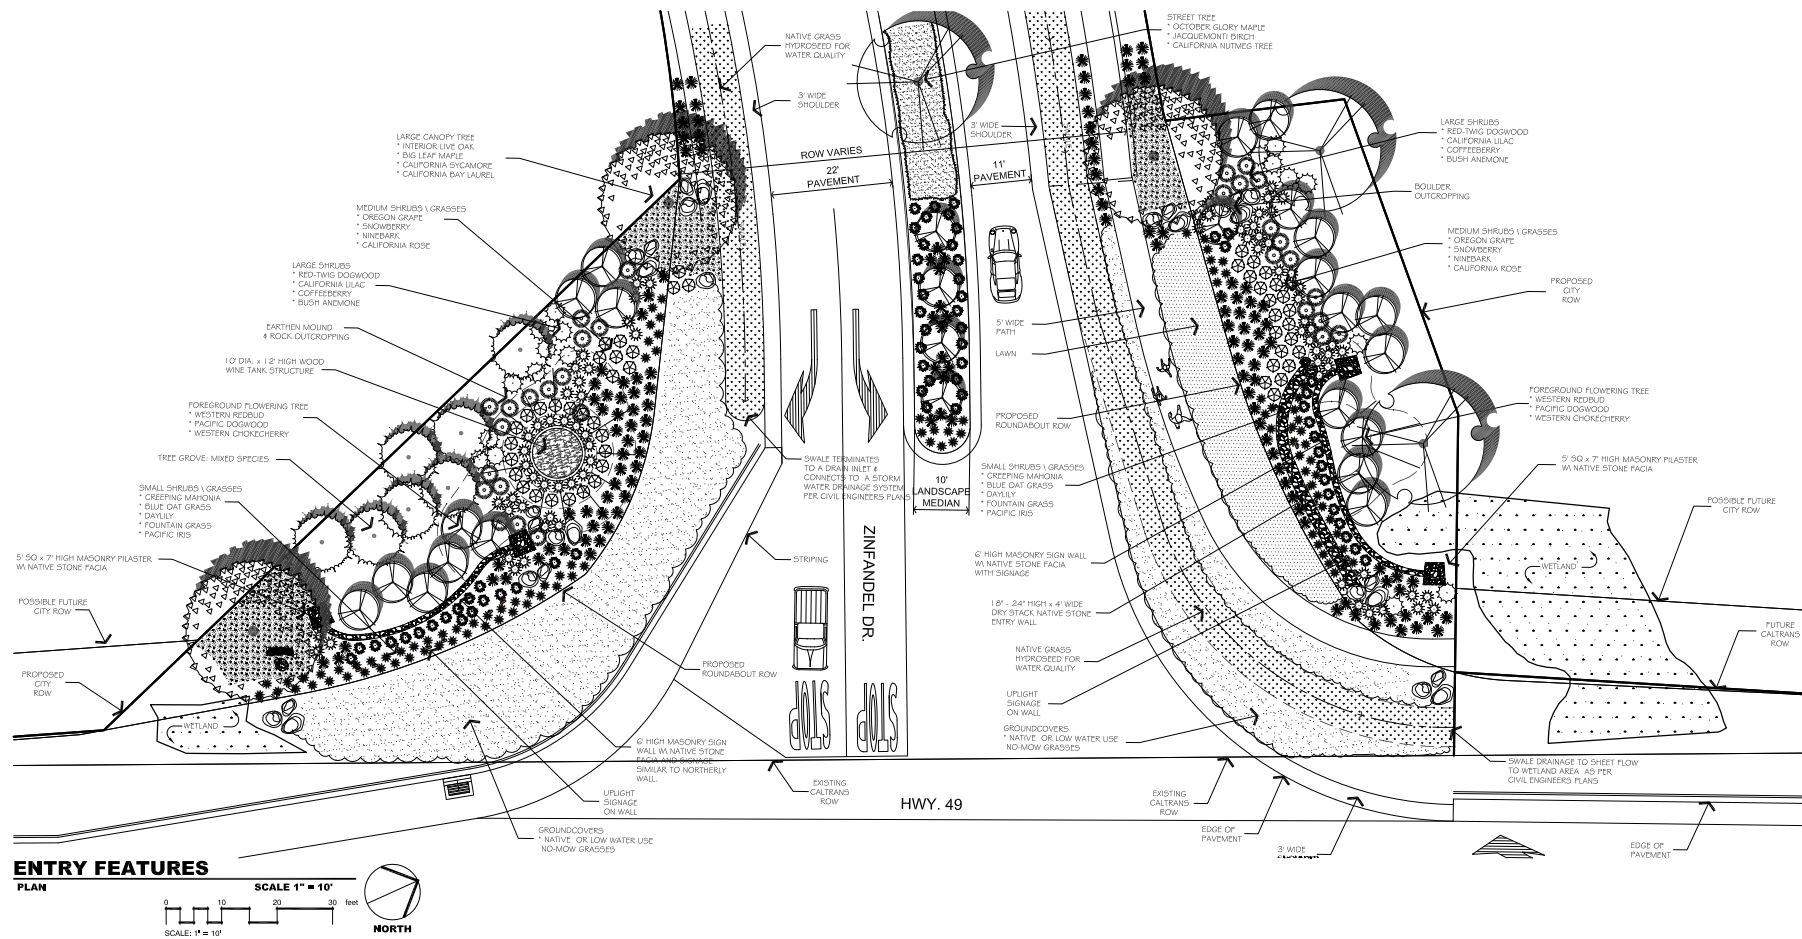 STREET TREE
* OCTOBER GLORY MAPLE
* JACQUEMONTI BIRCH
* CALIFORNIA NUTMEG TREE
NATIVE GRASS
HYDROSEED FOR
WATER QUALITY
3' WIDE
SHOULDER
3' WIDE
SHOULDER
LARGE CANOPY TREE
* INTERIOR LIVE OAK
* BIG LEAF MAPLE
* CALIFORNIA SYCAMORE
* CALIFORNIA BAY LAUREL
ROW VARIES
22'
PAVEMENT
11'
PAVEMENT
LARGE SHRUBS
* RED-TWIG DOGWOOD
* CALIFORNIA LILAC
* COFFEEBERRY
* BUSH ANEMONE
BOULDER
OUTCROPPING
MEDIUM SHRUBS \ GRASSES
* OREGON GRAPE
* SNOWBERRY
* NINEBARK
* CALIFORNIA ROSE
MEDIUM SHRUBS \ GRASSES
* OREGON GRAPE
* SNOWBERRY
* NINEBARK
* CALIFORNIA ROSE
LARGE SHRUBS
* RED-TWIG DOGWOOD
* CALIFORNIA LILAC
* COFFEEBERRY
* BUSH ANEMONE
PROPOSED
CITY
ROW
EARTHEN MOUND
& ROCK OUTCROPPING
5' WIDE
PATH
LAWN
10' DIA. x 12' HIGH WOOD
WINE TANK STRUCTURE
FOREGROUND FLOWERING TREE
* WESTERN REDBUD
* PACIFIC DOGWOOD
* WESTERN CHOKECHERRY
PROPOSED
ROUNDABOUT ROW
FOREGROUND FLOWERING TREE
* WESTERN REDBUD
* PACIFIC DOGWOOD
* WESTERN CHOKECHERRY
TREE GROVE: MIXED SPECIES
SWALE TERMINATES
TO A DRAIN INLET &
CONNECTS TO A STORM
WATER DRAINAGE SYSTEM
PER CIVIL ENGINEERS PLANS
10'
LANDSCAPE
MEDIAN
SMALL SHRUBS \ GRASSES
* CREEPING MAHONIA
* BLUE OAT GRASS
* DAYLILY
* FOUNTAIN GRASS
* PACIFIC IRIS
5' SQ x 7' HIGH MASONRY PILASTER
W\ NATIVE STONE FACIA
SMALL SHRUBS \ GRASSES
* CREEPING MAHONIA
* BLUE OAT GRASS
* DAYLILY
* FOUNTAIN GRASS
* PACIFIC IRIS
POSSIBLE FUTURE
CITY ROW
5' SQ x 7' HIGH MASONRY PILASTER
W\ NATIVE STONE FACIA
STRIPING
ZINFANDEL DR.
6' HIGH MASONRY SIGN WALL
W\ NATIVE STONE FACIA
WITH SIGNAGE
WETLAND
POSSIBLE FUTURE
CITY ROW
18" - 24" HIGH x 4' WIDE
DRY STACK NATIVE STONE
ENTRY WALL
FUTURE
CALTRANS
ROW
NATIVE GRASS
HYDROSEED FOR
WATER QUALITY
PROPOSED
CITY
ROW
PROPOSED
ROUNDABOUT ROW
UPLIGHT
SIGNAGE
ON WALL
WETLAND
GROUNDCOVERS
* NATIVE OR LOW WATER USE
NO-MOW GRASSES
6' HIGH MASONRY SIGN
WALL W\ NATIVE STONE
FACIA AND SIGNAGE
SIMILAR TO NORTHERLY
WALL.
SWALE DRAINAGE TO SHEET FLOW
TO WETLAND AREA AS PER
CIVIL ENGINEERS PLANS
UPLIGHT
SIGNAGE
ON WALL
EXISTING
CALTRANS
ROW
HWY. 49
EXISTING
CALTRANS
ROW
GROUNDCOVERS
* NATIVE OR LOW WATER USE
NO-MOW GRASSES
EDGE OF
PAVEMENT
3' WIDE
EDGE OF
PAVEMENT
ENTRY FEATURES
PLAN
SCALE 1" = 10'
0 10 20 30 feet
SCALE: 1" = 10'
NORTH